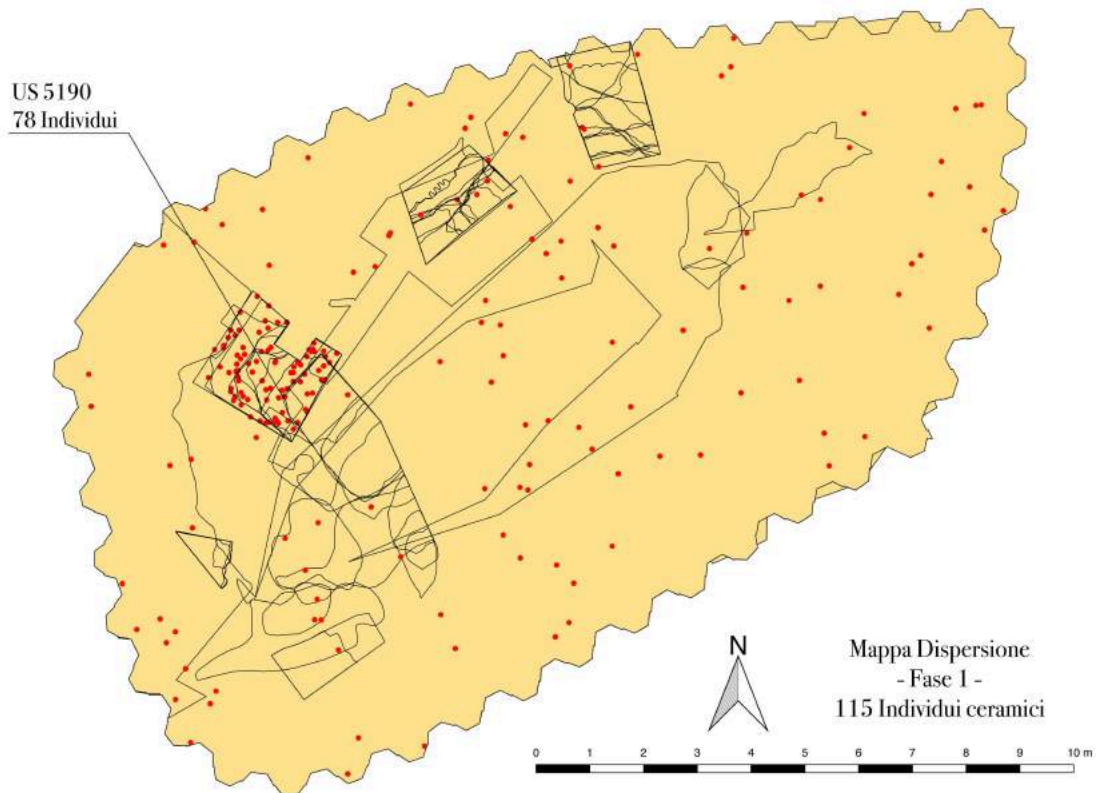 US 5190
78 Individui
N
Mappa Dispersione
- Fase 1 -
115 Individui ceramici
0 1 2 3 4 5 6 7 8 9 10 m